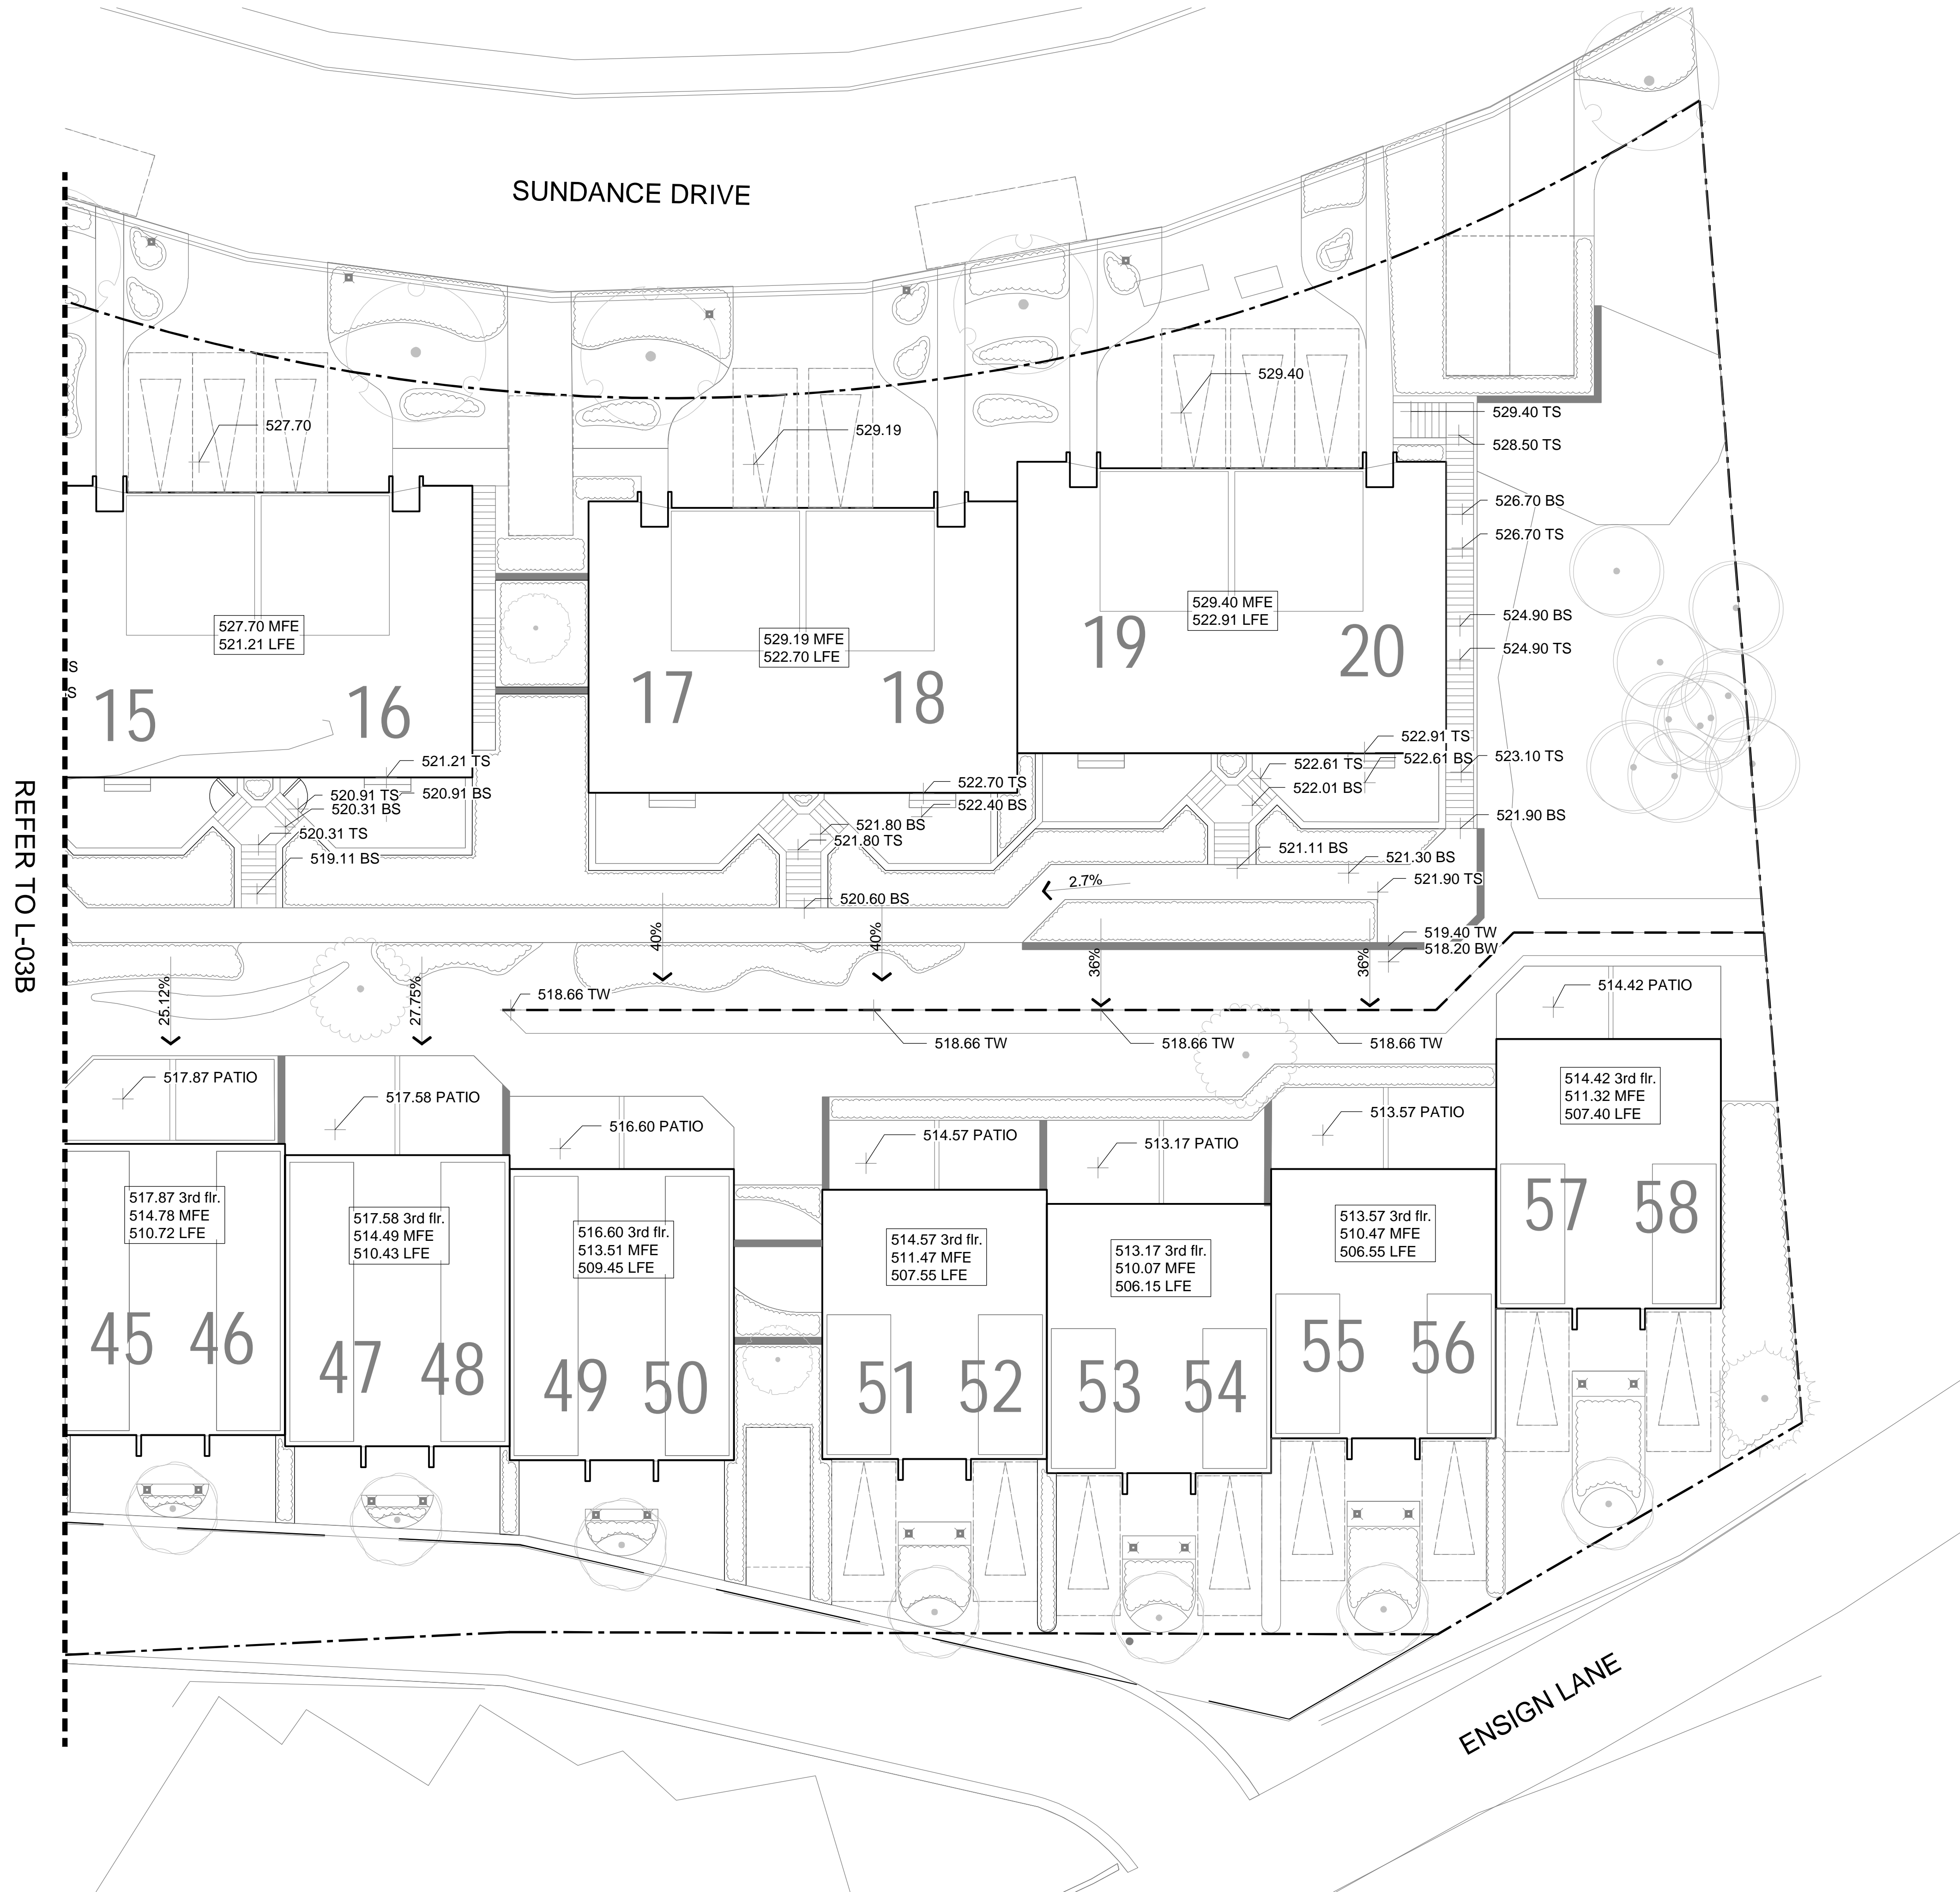 SUNDANCE DRIVE
529.40
527.70
529.19
529.40 TS
528.50 TS
526.70 BS
526.70 TS
524.90 BS
524.90 TS
527.70 MFE
521.21 LFE
529.19 MFE
522.70 LFE
529.40 MFE
522.91 LFE
S
S
15
16
17
18
19
20
521.21 TS
520.91 TS
520.91 BS
520.31 BS
520.31 TS
519.11 BS
522.70 TS
522.40 BS
521.80 BS
521.80 TS
520.60 BS
522.91 TS
522.61 TS
522.61 BS
522.01 BS
523.10 TS
521.90 BS
521.11 BS
521.30 BS
521.90 TS
2.7%
519.40 TW
518.20 BW
REFER TO L-03B
25.12%
27.75%
40%
40%
36%
36%
518.66 TW
518.66 TW
518.66 TW
518.66 TW
514.42 PATIO
517.87 PATIO
517.58 PATIO
516.60 PATIO
514.57 PATIO
513.17 PATIO
513.57 PATIO
517.87 3rd flr.
514.78 MFE
510.72 LFE
517.58 3rd flr.
514.49 MFE
510.43 LFE
516.60 3rd flr.
513.51 MFE
509.45 LFE
514.57 3rd flr.
511.47 MFE
507.55 LFE
513.17 3rd flr.
510.07 MFE
506.15 LFE
513.57 3rd flr.
510.47 MFE
506.55 LFE
514.42 3rd flr.
511.32 MFE
507.40 LFE
45
46
47
48
49
50
51
52
53
54
55
56
57
58
ENSIGN LANE